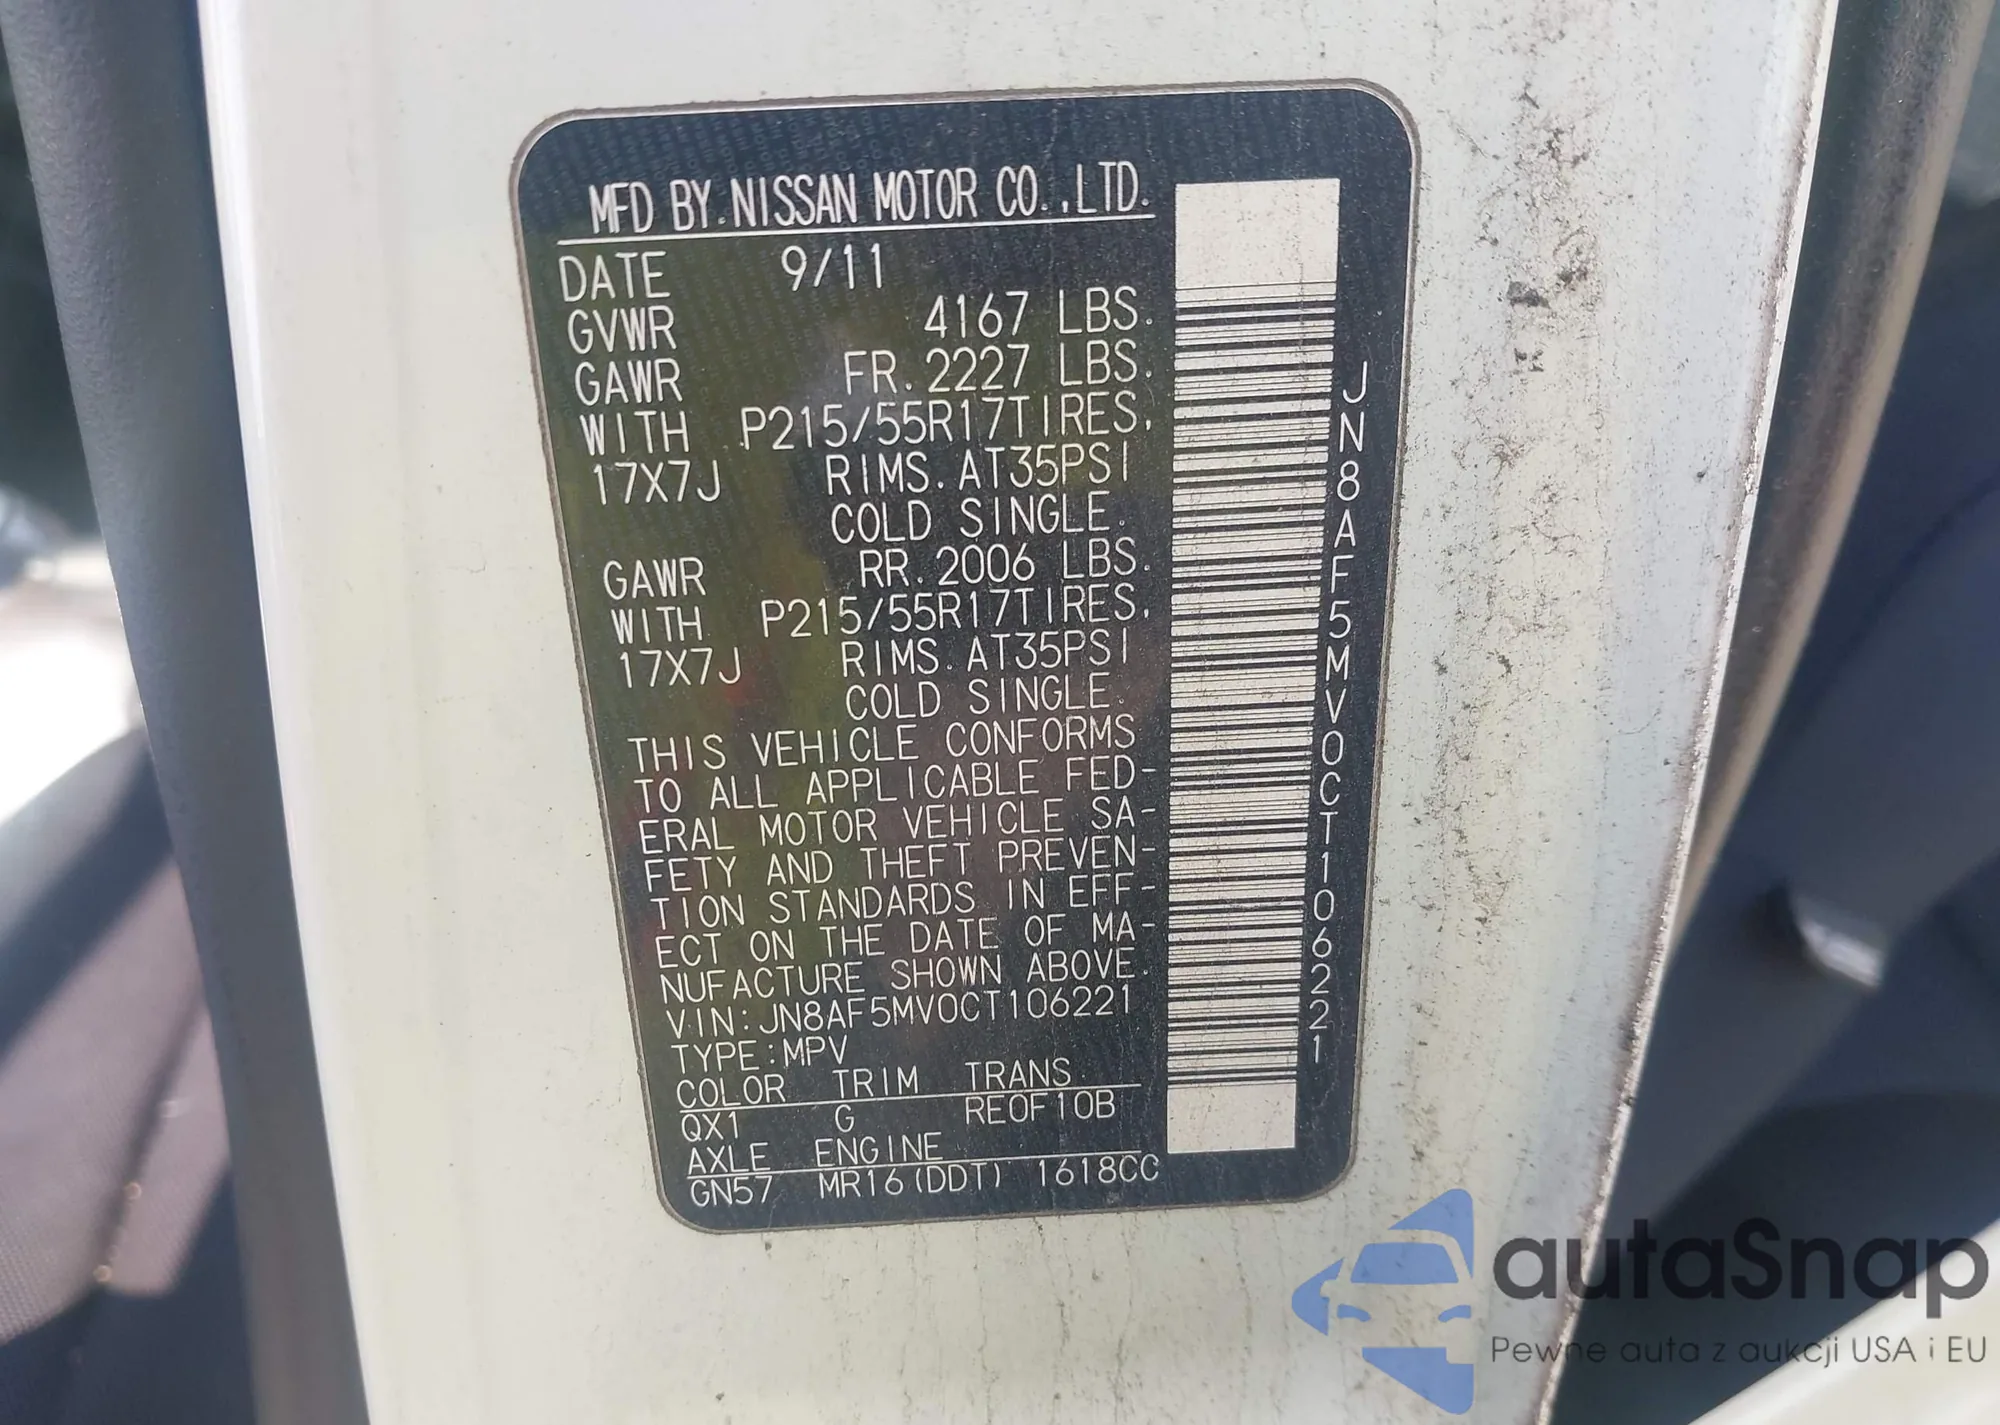 MFD BY NISSAN MOTOR CO.,LTD.
DATE 9/11
GVWR 4167 LBS.
GAWR FR. 2227 LBS.
WITH P215/55R17TIRES,
17X7J RIMS. AT35PSI
COLD SINGLE.
GAWR RR. 2006 LBS.
WITH P215/55R17TIRES,
17X7J RIMS. AT35PSI
COLD SINGLE.
THIS VEHICLE CONFORMS
TO ALL APPLICABLE FED-
ERAL MOTOR VEHICLE SA-
FETY AND THEFT PREVEN-
TION STANDARDS IN EFF-
ECT ON THE DATE OF MA-
NUFACTURE SHOWN ABOVE.
VIN:JN8AF5MV0CT106221
TYPE:MPV
COLOR TRIM TRANS
QX1 G RE0F10B
AXLE ENGINE
GN57 MR16(DDT) 1618CC
JN8AF5MV0CT106221
autaSnap
Pewne auta z aukcji USA i EU